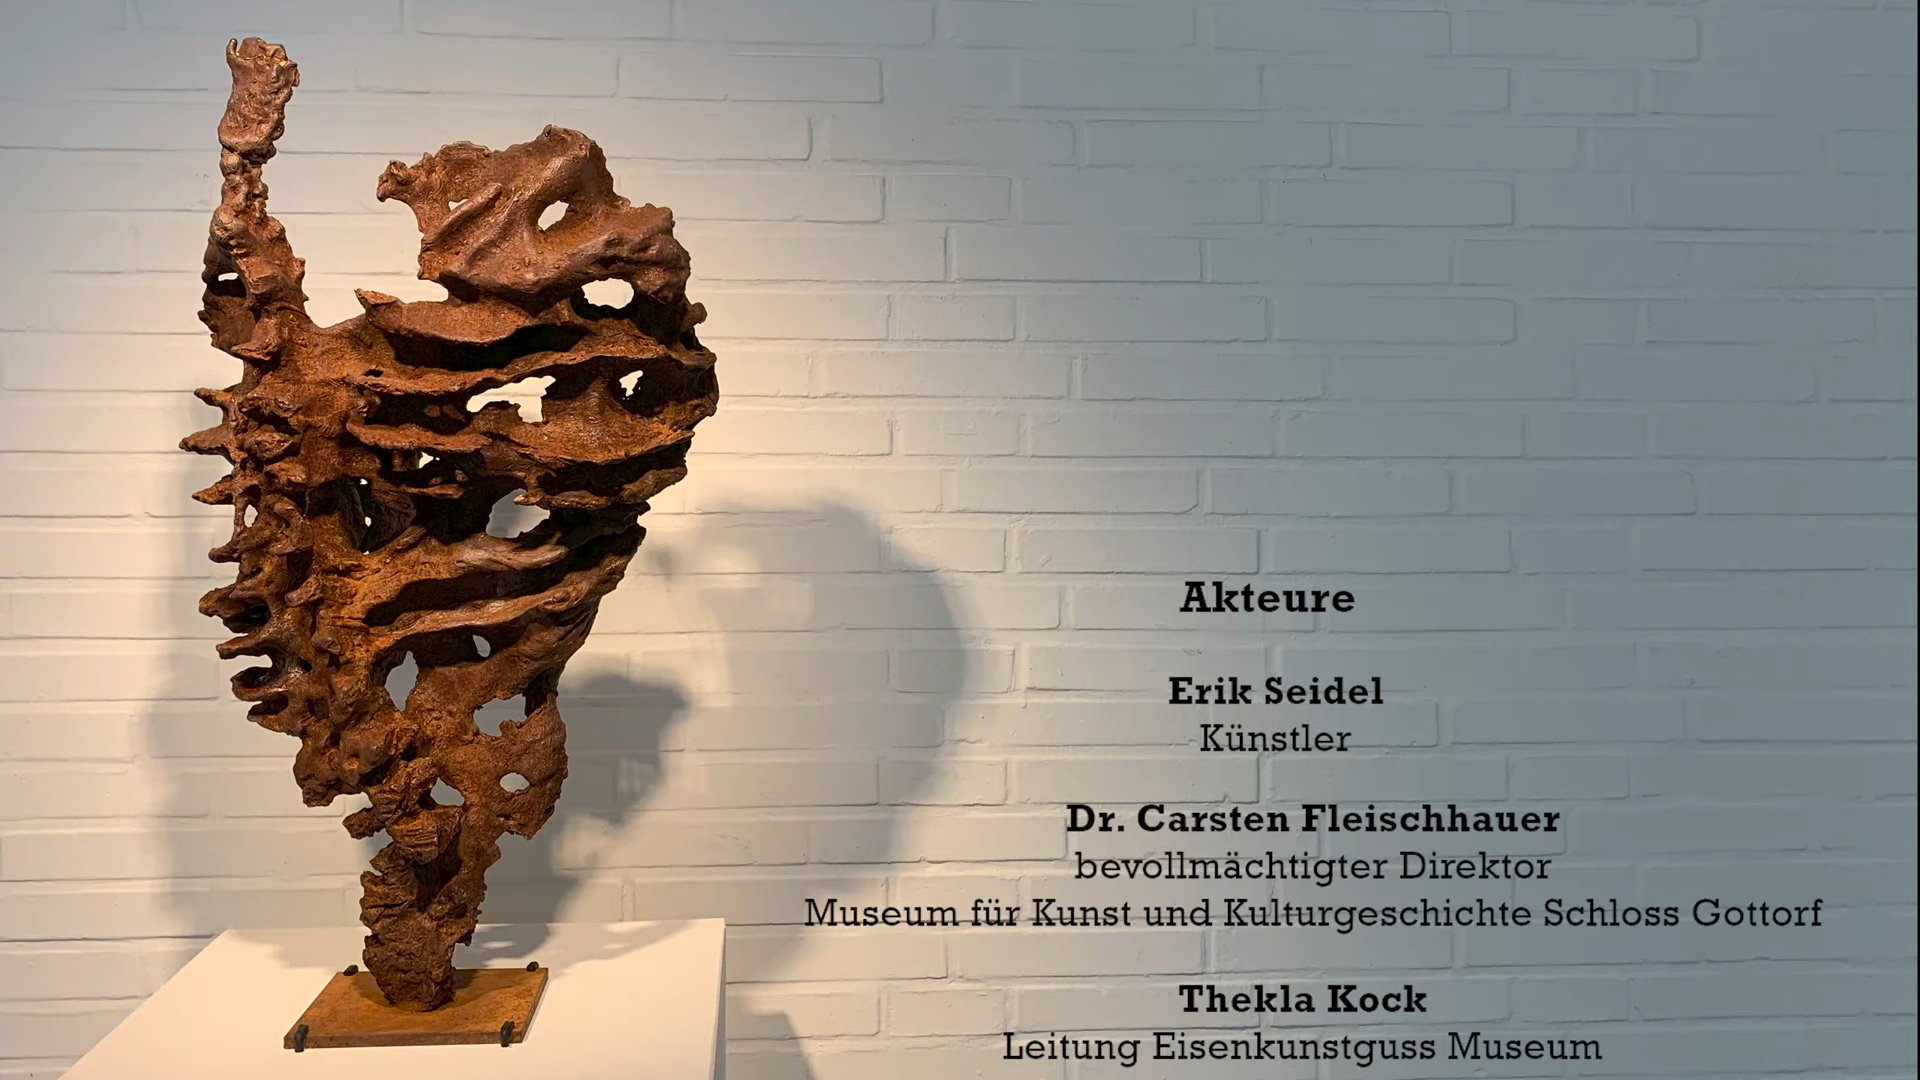 Akteure
Erik Seidel
Künstler
Dr. Carsten Fleischhauer
bevollmächtigter Direktor
Museum für Kunst und Kulturgeschichte Schloss Gottorf
Thekla Kock
Leitung Eisenkunstguss Museum